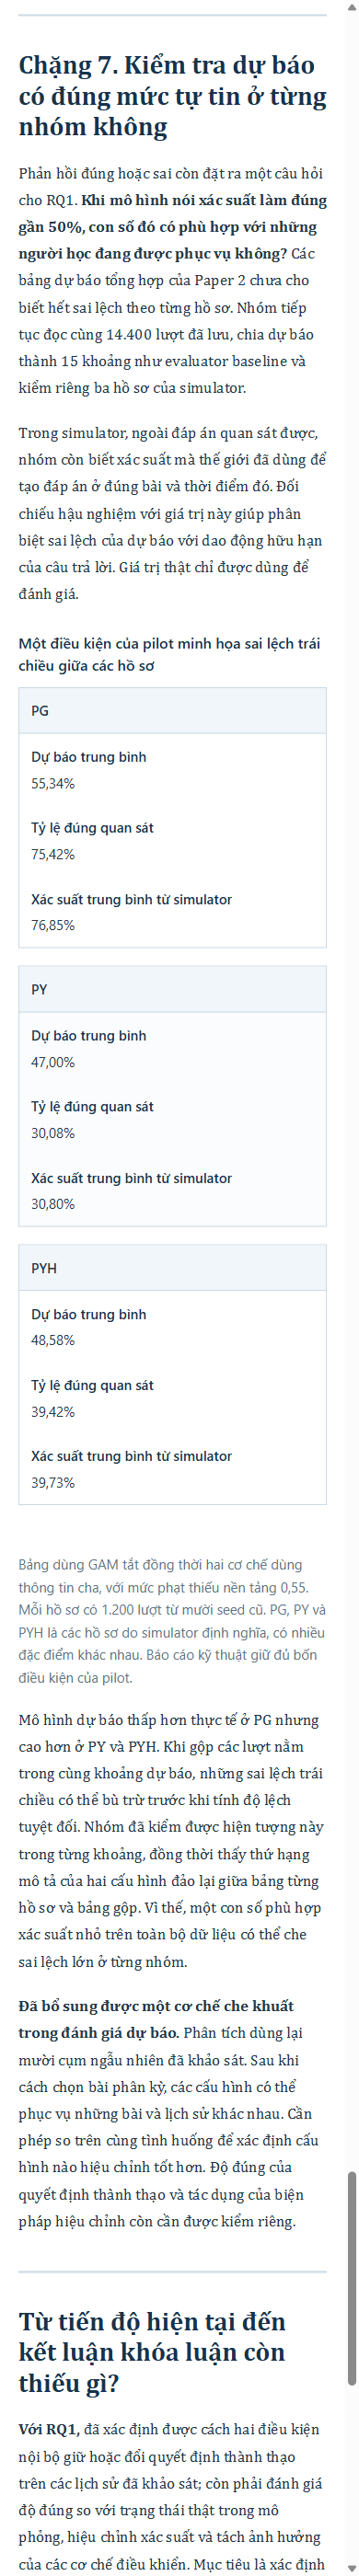 Chặng 7. Kiểm tra dự báo
có đúng mức tự tin ở từng
nhóm không
Phản hồi đúng hoặc sai còn đặt ra một câu hỏi
cho RQ1. Khi mô hình nói xác suất làm đúng
gần 50%, con số đó có phù hợp với những
người học đang được phục vụ không? Các
bảng dự báo tổng hợp của Paper 2 chưa cho
biết hết sai lệch theo từng hồ sơ. Nhóm tiếp
tục đọc cùng 14.400 lượt đã lưu, chia dự báo
thành 15 khoảng như evaluator baseline và
kiểm riêng ba hồ sơ của simulator.
Trong simulator, ngoài đáp án quan sát được,
nhóm còn biết xác suất mà thế giới đã dùng để
tạo đáp án ở đúng bài và thời điểm đó. Đối
chiếu hậu nghiệm với giá trị này giúp phân
biệt sai lệch của dự báo với dao động hữu hạn
của câu trả lời. Giá trị thật chỉ được dùng để
đánh giá.
Một điều kiện của pilot minh họa sai lệch trái
chiều giữa các hồ sơ
PG
Dự báo trung bình
55,34%
Tỷ lệ đúng quan sát
75,42%
Xác suất trung bình từ simulator
76,85%
PY
Dự báo trung bình
47,00%
Tỷ lệ đúng quan sát
30,08%
Xác suất trung bình từ simulator
30,80%
PYH
Dự báo trung bình
48,58%
Tỷ lệ đúng quan sát
39,42%
Xác suất trung bình từ simulator
39,73%
Bảng dùng GAM tắt đồng thời hai cơ chế dùng
thông tin cha, với mức phạt thiếu nền tảng 0,55.
Mỗi hồ sơ có 1.200 lượt từ mười seed cũ. PG, PY và
PYH là các hồ sơ do simulator định nghĩa, có nhiều
đặc điểm khác nhau. Báo cáo kỹ thuật giữ đủ bốn
điều kiện của pilot.
Mô hình dự báo thấp hơn thực tế ở PG nhưng
cao hơn ở PY và PYH. Khi gộp các lượt nằm
trong cùng khoảng dự báo, những sai lệch trái
chiều có thể bù trừ trước khi tính độ lệch
tuyệt đối. Nhóm đã kiểm được hiện tượng này
trong từng khoảng, đồng thời thấy thứ hạng
mô tả của hai cấu hình đảo lại giữa bảng từng
hồ sơ và bảng gộp. Vì thế, một con số phù hợp
xác suất nhỏ trên toàn bộ dữ liệu có thể che
sai lệch lớn ở từng nhóm.
Đã bổ sung được một cơ chế che khuất
trong đánh giá dự báo. Phân tích dùng lại
mười cụm ngẫu nhiên đã khảo sát. Sau khi
cách chọn bài phân kỳ, các cấu hình có thể
phục vụ những bài và lịch sử khác nhau. Cần
phép so trên cùng tình huống để xác định cấu
hình nào hiệu chỉnh tốt hơn. Độ đúng của
quyết định thành thạo và tác dụng của biện
pháp hiệu chỉnh còn cần được kiểm riêng.
Từ tiến độ hiện tại đến
kết luận khóa luận còn
thiếu gì?
Với RQ1, đã xác định được cách hai điều kiện
nội bộ giữ hoặc đổi quyết định thành thạo
trên các lịch sử đã khảo sát; còn phải đánh giá
độ đúng so với trạng thái thật trong mô
phỏng, hiệu chỉnh xác suất và tách ảnh hưởng
của các cơ chế điều khiển. Mục tiêu là xác định